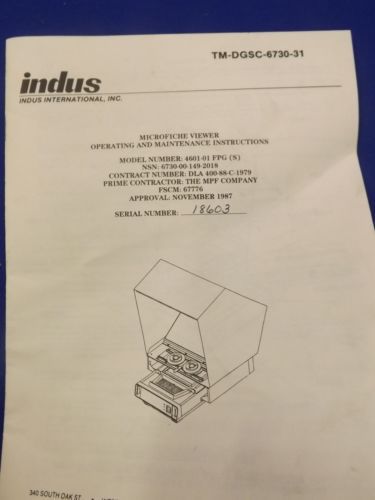 TM-DGSC-6730-31
indus
INDUS INTERNATIONAL, INC.
MICROFICHE VIEWER
OPERATING AND MAINTENANCE INSTRUCTIONS
MODEL NUMBER: 4601-01 FPG (S)
NSN: 6730-00-149-2018
CONTRACT NUMBER: DLA 400-88-C-1979
PRIME CONTRACTOR: THE MPF COMPANY
FSCM: 67776
APPROVAL: NOVEMBER 1987
SERIAL NUMBER: 18603
340 SOUTH OAK ST.